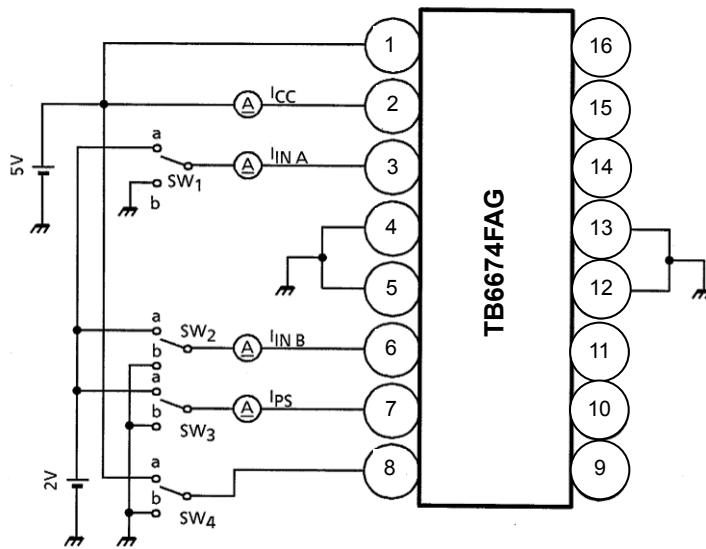 1
16
A
ICC
2
15
5V
a
A
IIN A
3
14
SW1
b
4
13
TB6674FAG
5
12
a
SW2
A
IIN B
6
11
b
a
A
IPS
7
10
b
SW3
2V
a
8
9
b
SW4